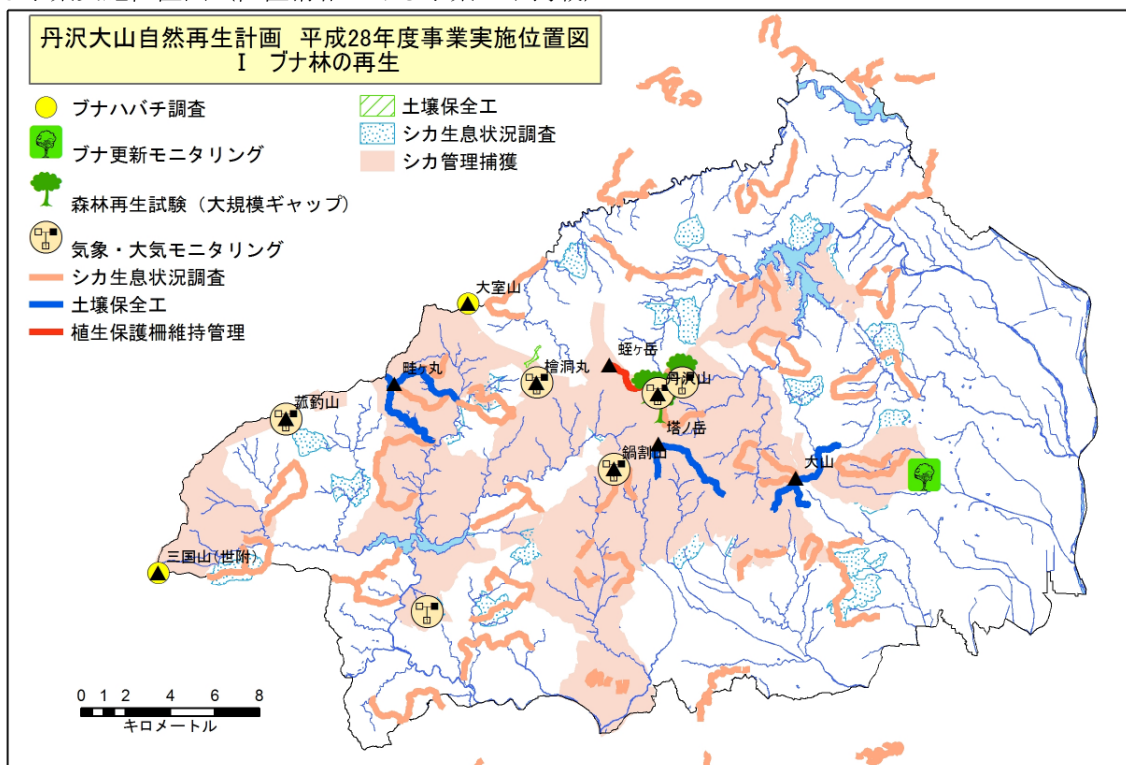 丹沢大山自然再生計画 平成28年度事業実施位置図
Ⅰ ブナ林の再生
ブナハバチ調査
ブナ更新モニタリング
森林再生試験（大規模ギャップ）
気象・大気モニタリング
シカ生息状況調査
土壌保全工
植生保護柵維持管理
土壌保全工
シカ生息状況調査
シカ管理捕獲
大室山
畦ヶ丸
檜洞丸
蛭ヶ岳
丹沢山
菰釣山
塔ノ岳
鍋割山
大山
三国山(世附)
0 1 2 4 6 8
キロメートル